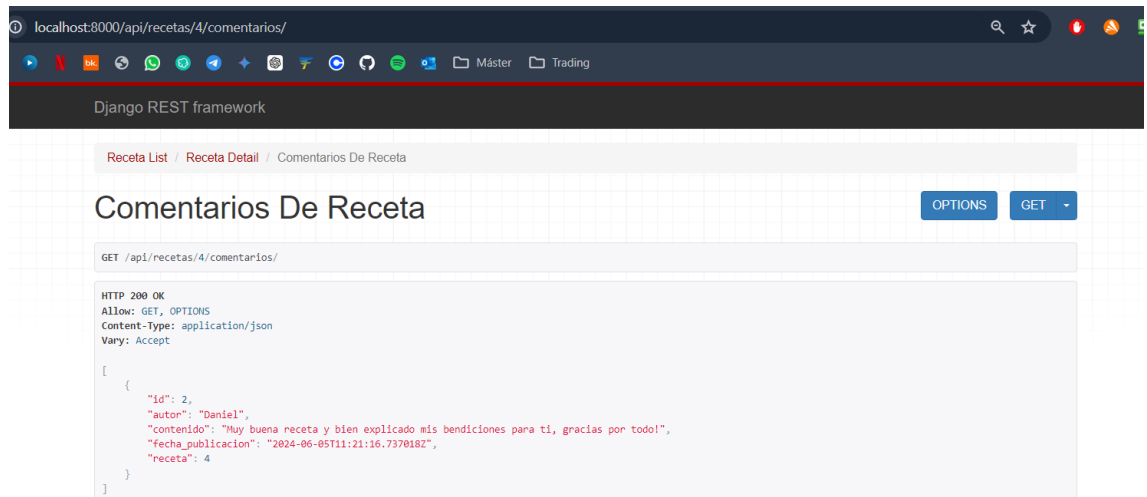 localhost:8000/api/recetas/4/comentarios/
bk. Máster Trading
Django REST framework
Receta List / Receta Detail / Comentarios De Receta
Comentarios De Receta
OPTIONS GET
GET /api/recetas/4/comentarios/
HTTP 200 OK
Allow: GET, OPTIONS
Content-Type: application/json
Vary: Accept
[
{
"id": 2,
"autor": "Daniel",
"contenido": "Muy buena receta y bien explicado mis bendiciones para ti, gracias por todo!",
"fecha_publicacion": "2024-06-05T11:21:16.737018Z",
"receta": 4
}
]